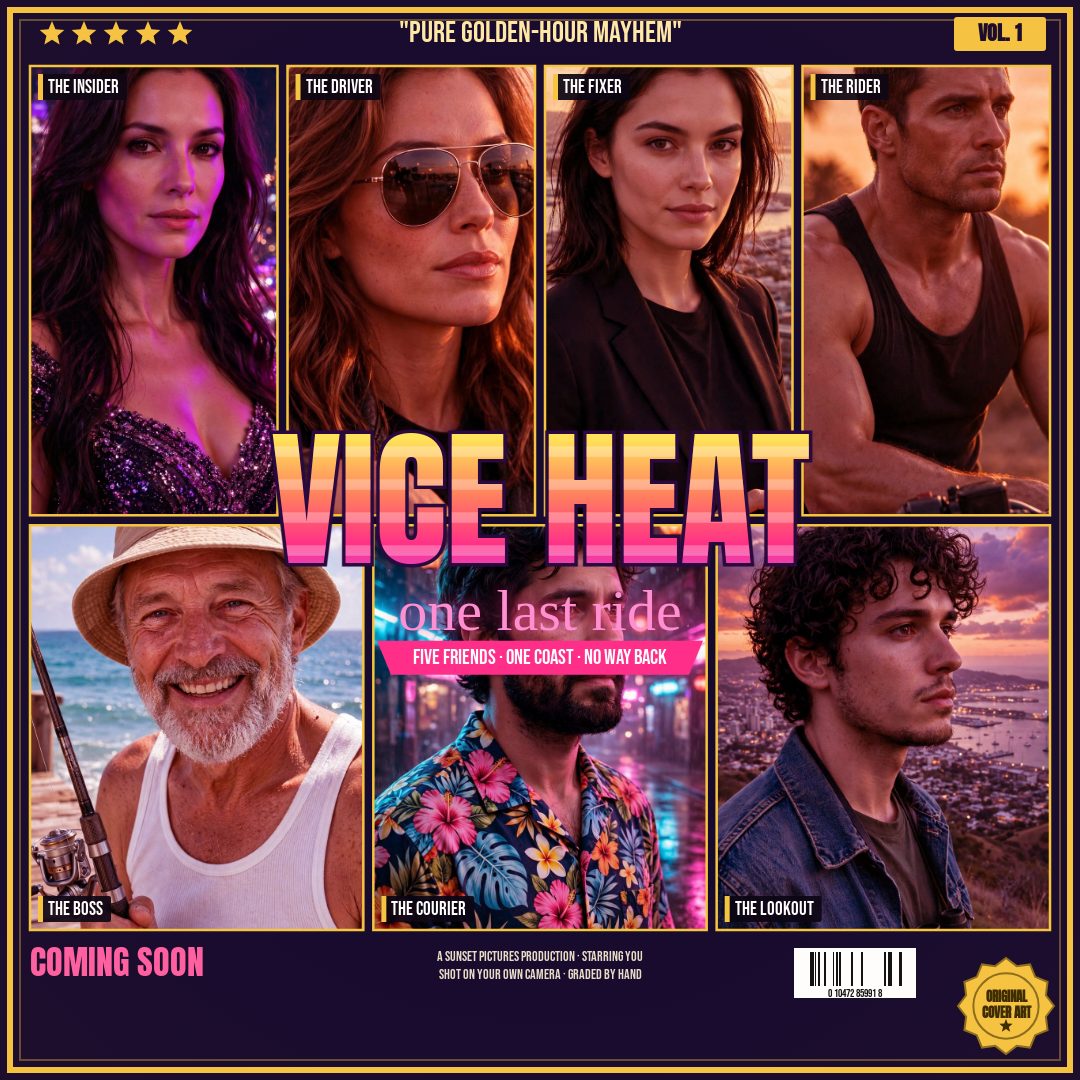 "PURE GOLDEN-HOUR MAYHEM"
VOL. 1
THE INSIDER
THE DRIVER
THE FIXER
THE RIDER
VICE HEAT
one last ride
FIVE FRIENDS · ONE COAST · NO WAY BACK
THE BOSS
THE COURIER
THE LOOKOUT
COMING SOON
A SUNSET PICTURES PRODUCTION · STARRING YOU
SHOT ON YOUR OWN CAMERA · GRADED BY HAND
0 10472 85991 8
ORIGINAL
COVER ART